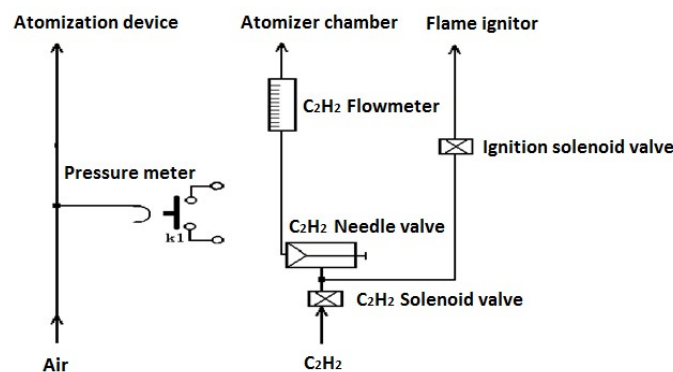 Atomization device
Atomizer chamber
Flame ignitor
C₂H₂ Flowmeter
Ignition solenoid valve
Pressure meter
C₂H₂ Needle valve
k1
C₂H₂ Solenoid valve
Air
C₂H₂